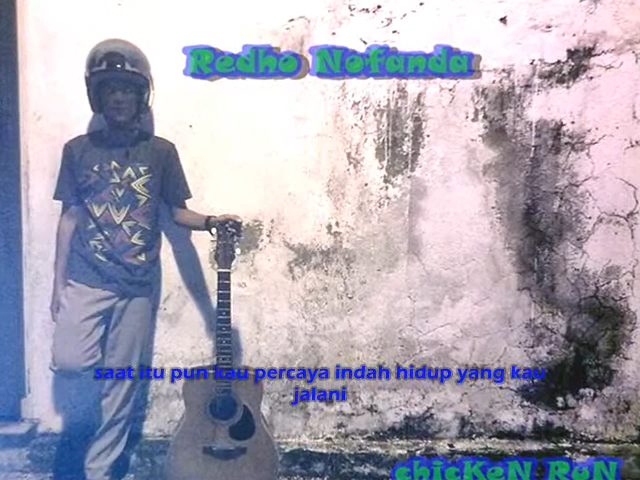 Redho Nofanda
saat itu pun kau percaya indah hidup yang kau
jalani
chicKeN RuN